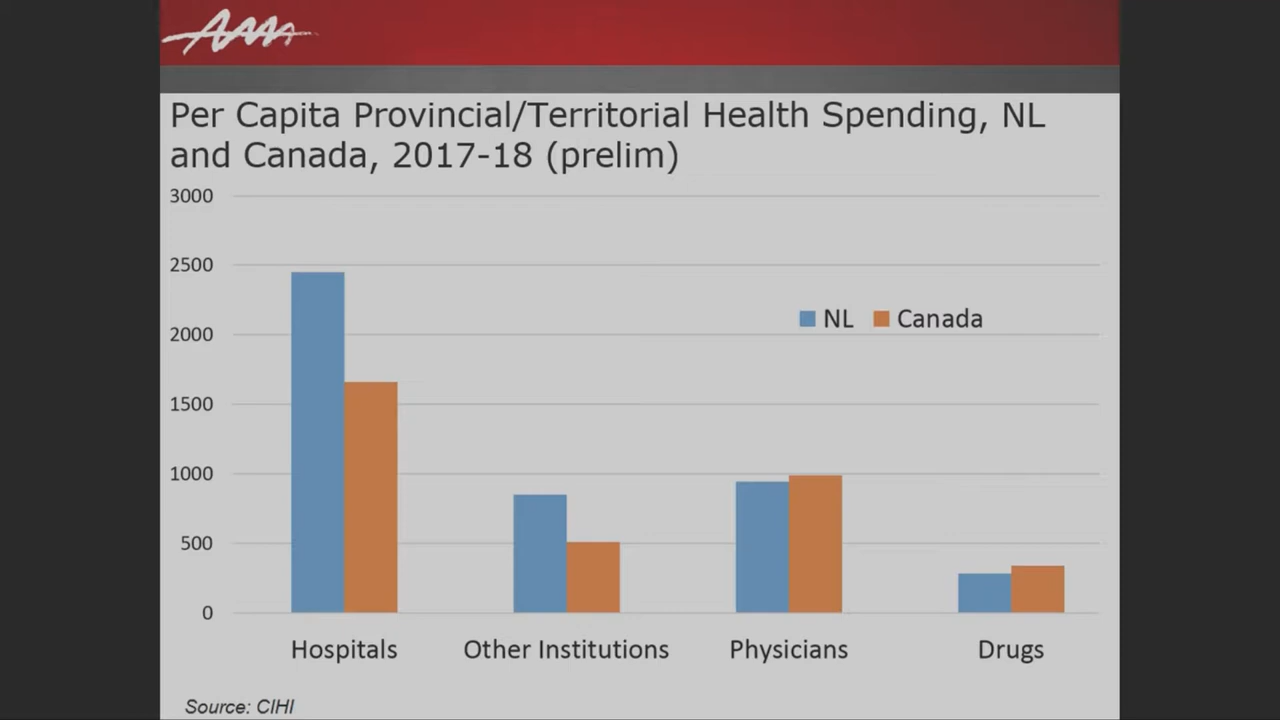 Per Capita Provincial/Territorial Health Spending, NL
and Canada, 2017-18 (prelim)
3000
2500
2000
1500
1000
500
0
NL Canada
Hospitals Other Institutions Physicians Drugs
Source: CIHI